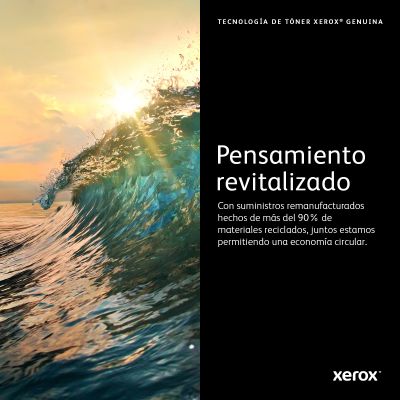 TECNOLOGÍA DE TÓNER XEROX® GENUINA
Pensamiento
revitalizado
Con suministros remanufacturados
hechos de más del 90% de
materiales reciclados, juntos estamos
permitiendo una economía circular.
xerox™